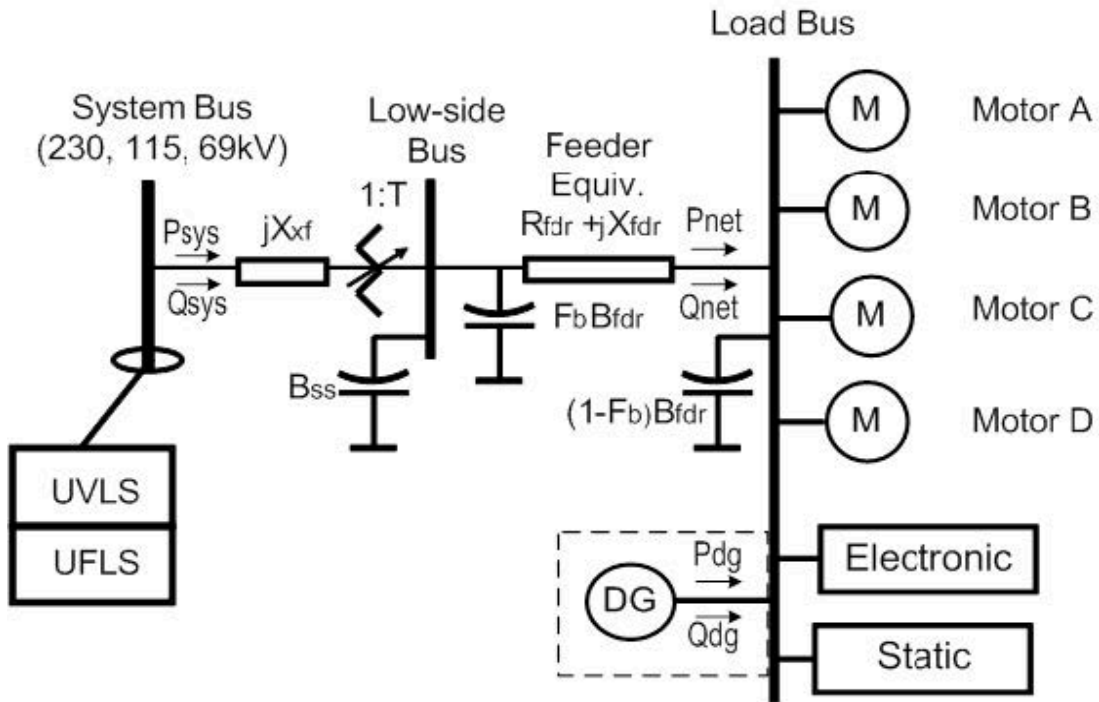 Load Bus
System Bus
(230, 115, 69kV)
Low-side
Bus
Feeder
Equiv.
Rfdr +jXfdr
1:T
Psys
jXxf
Qsys
Pnet
Qnet
FbBfdr
Bss
(1-Fb)Bfdr
M
Motor A
M
Motor B
M
Motor C
M
Motor D
UVLS
UFLS
Pdg
DG
Qdg
Electronic
Static